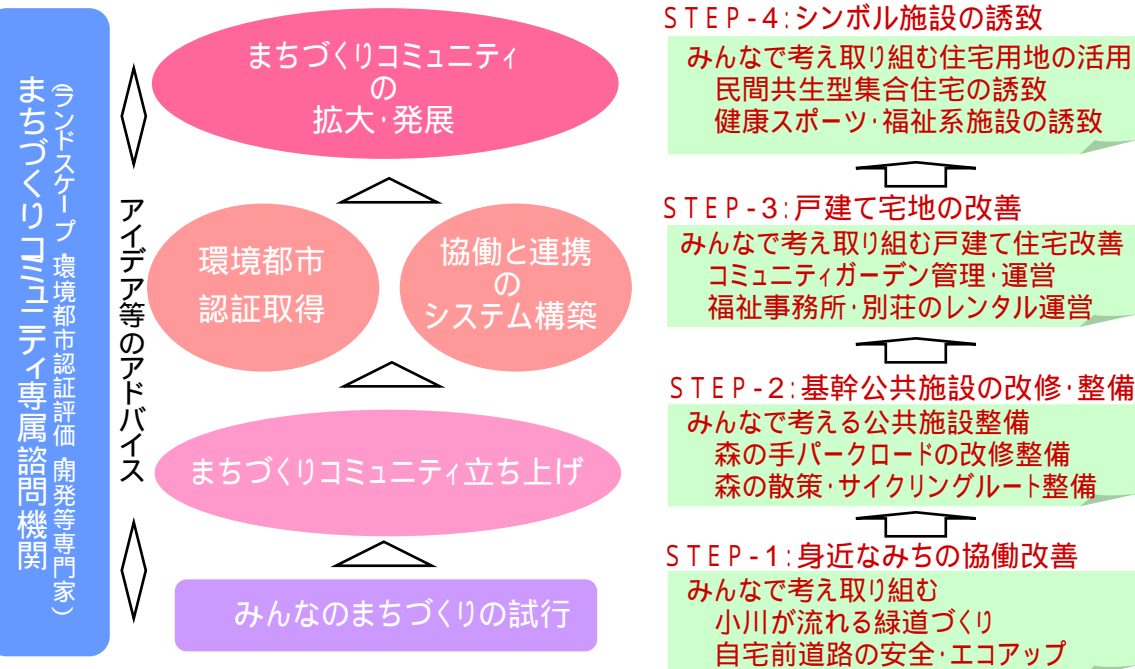 まちづくりコミュニティ専属諮問機関
（ランドスケープ・環境都市認証評価・開発等専門家）
アイデア等のアドバイス
まちづくりコミュニティ
の
拡大・発展
環境都市
認証取得
協働と連携
の
システム構築
まちづくりコミュニティ立ち上げ
みんなのまちづくりの試行
STEP-4:シンボル施設の誘致
みんなで考え取り組む住宅用地の活用
民間共生型集合住宅の誘致
健康スポーツ・福祉系施設の誘致
STEP-3:戸建て宅地の改善
みんなで考え取り組む戸建て住宅改善
コミュニティガーデン管理・運営
福祉事務所・別荘のレンタル運営
STEP-2:基幹公共施設の改修・整備
みんなで考える公共施設整備
森の手パークロードの改修整備
森の散策・サイクリングルート整備
STEP-1:身近なみちの協働改善
みんなで考え取り組む
小川が流れる緑道づくり
自宅前道路の安全・エコアップ